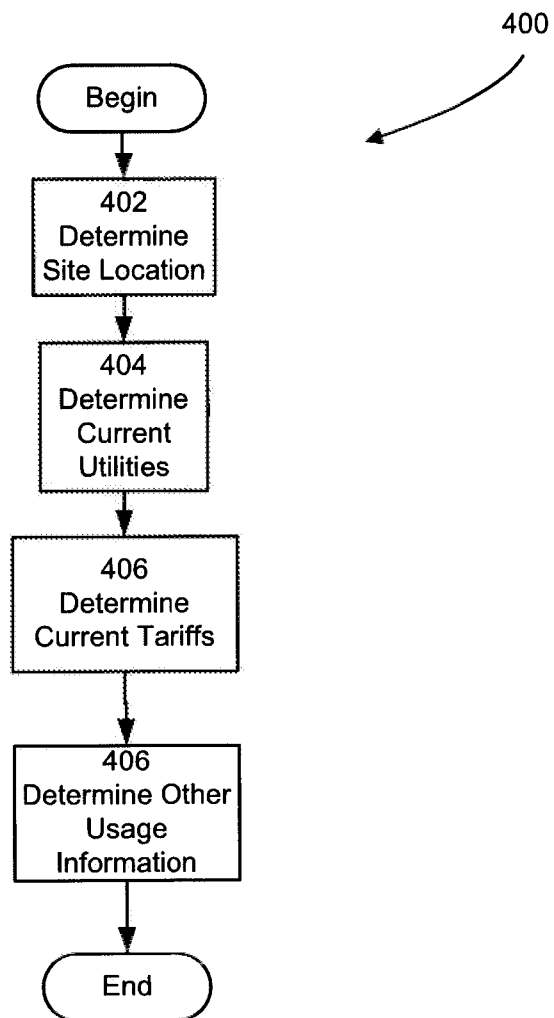 400
Begin
402
Determine
Site Location
404
Determine
Current
Utilities
406
Determine
Current Tariffs
406
Determine Other
Usage
Information
End